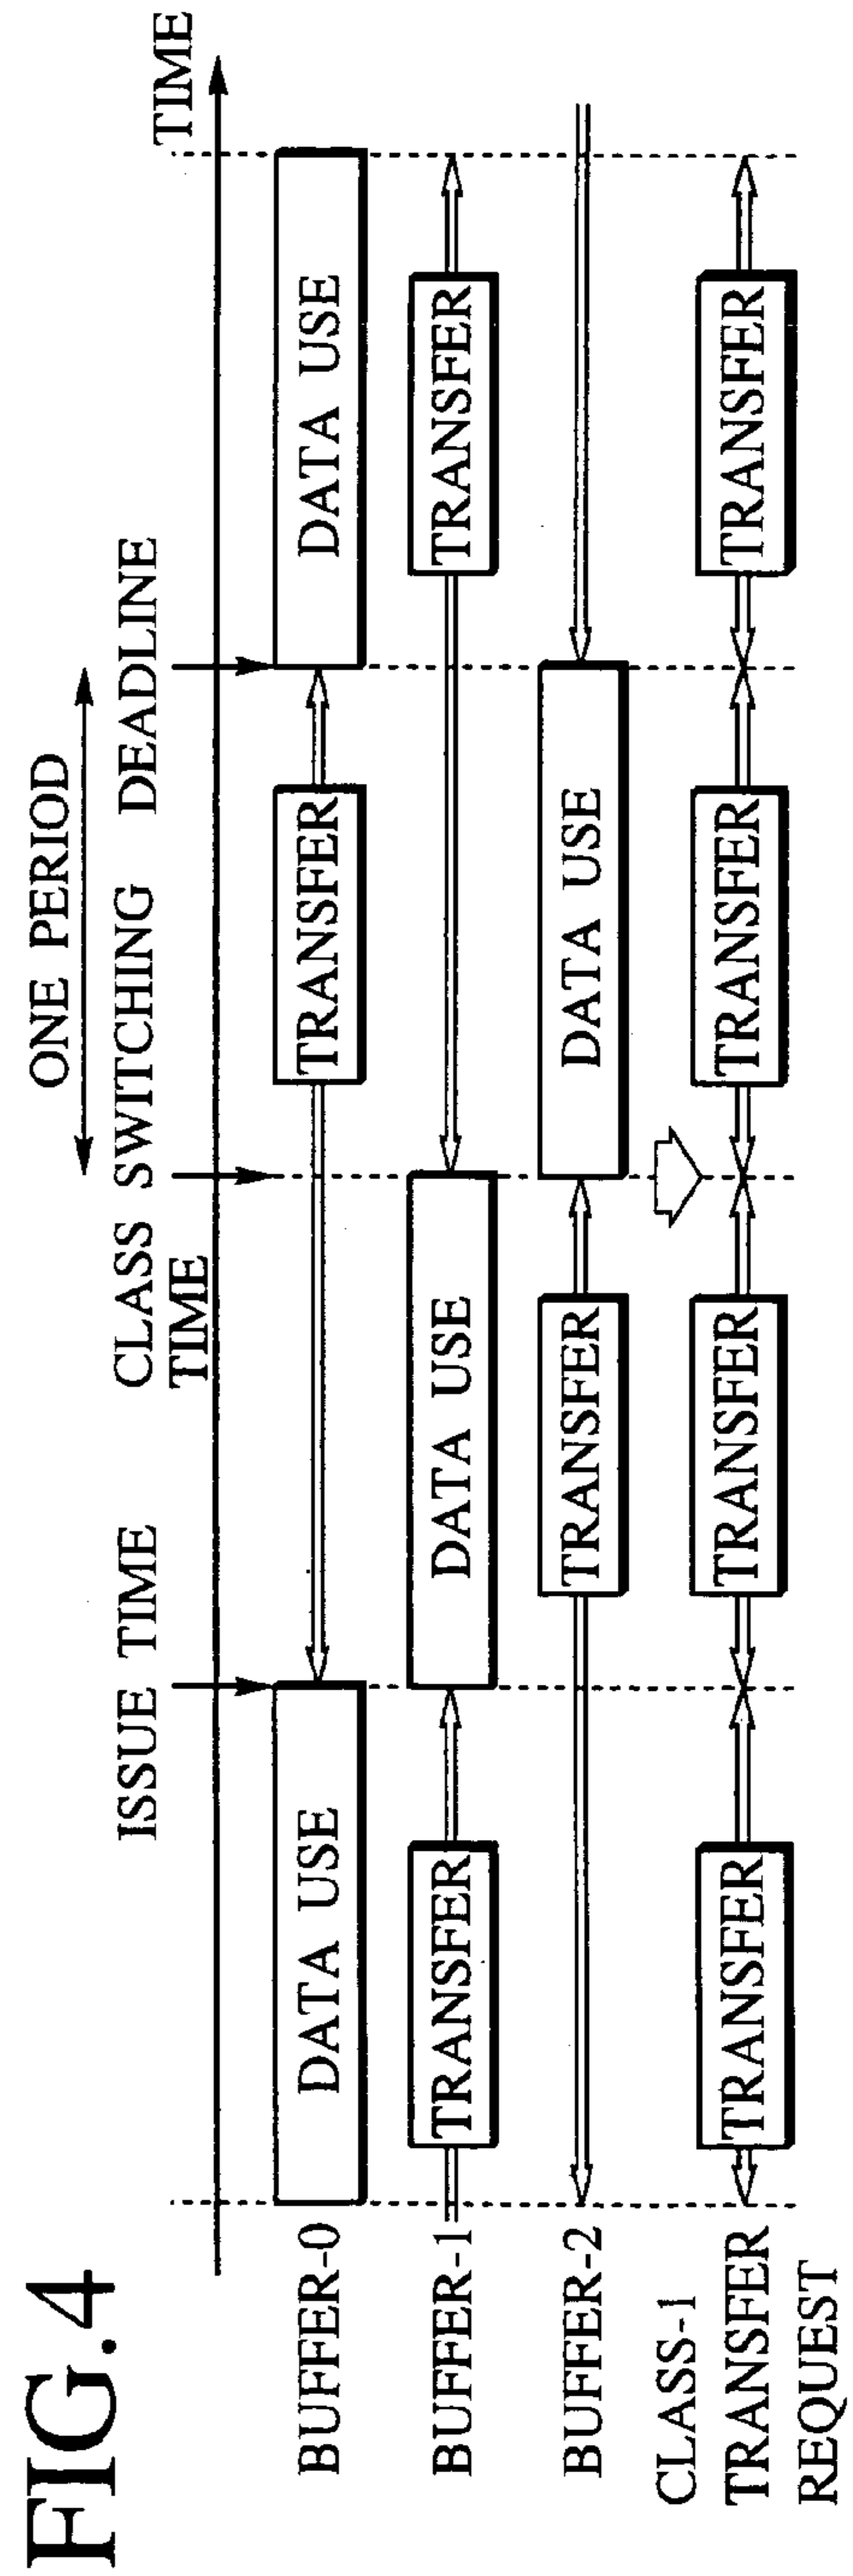 FIG.4
ONE PERIOD
ISSUE TIME
CLASS SWITCHING
TIME
DEADLINE
TIME
BUFFER-0
DATA USE
TRANSFER
DATA USE
BUFFER-1
TRANSFER
DATA USE
TRANSFER
BUFFER-2
TRANSFER
DATA USE
CLASS-1
TRANSFER
REQUEST
TRANSFER
TRANSFER
TRANSFER
TRANSFER